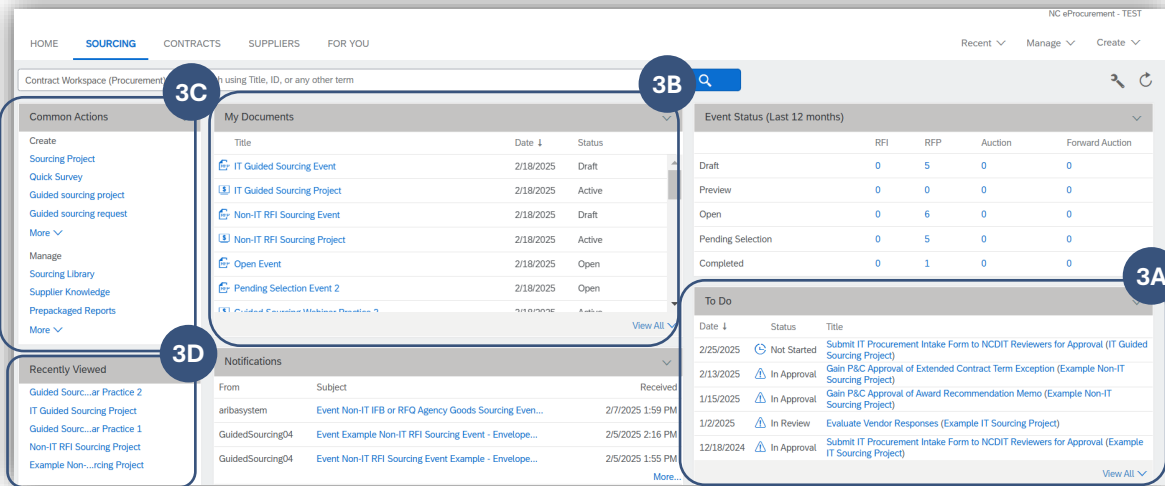 NC eProcurement - TEST
HOME SOURCING CONTRACTS SUPPLIERS FOR YOU Recent Manage Create
Contract Workspace (Procurement) using Title, ID, or any other term
3C
3B
Common Actions
Create
Sourcing Project
Quick Survey
Guided sourcing project
Guided sourcing request
More
Manage
Sourcing Library
Supplier Knowledge
Prepackaged Reports
More
My Documents
Title Date ↓ Status
IT Guided Sourcing Event 2/18/2025 Draft
IT Guided Sourcing Project 2/18/2025 Active
Non-IT RFI Sourcing Event 2/18/2025 Draft
Non-IT RFI Sourcing Project 2/18/2025 Active
Open Event 2/18/2025 Open
Pending Selection Event 2 2/18/2025 Open
Guided Sourcing Webinar Practice 2 2/18/2025 Active
View All
Event Status (Last 12 months)
RFI RFP Auction Forward Auction
Draft 0 5 0 0
Preview 0 0 0 0
Open 0 6 0 0
Pending Selection 0 5 0 0
Completed 0 1 0 0
3A
To Do
Date ↓ Status Title
2/25/2025 Not Started Submit IT Procurement Intake Form to NCDIT Reviewers for Approval (IT Guided
Sourcing Project)
2/13/2025 In Approval Gain P&C Approval of Extended Contract Term Exception (Example Non-IT
Sourcing Project)
1/15/2025 In Approval Gain P&C Approval of Award Recommendation Memo (Example Non-IT
Sourcing Project)
1/2/2025 In Review Evaluate Vendor Responses (Example IT Sourcing Project)
12/18/2024 In Approval Submit IT Procurement Intake Form to NCDIT Reviewers for Approval (Example
IT Sourcing Project)
View All
3D
Recently Viewed
Guided Sourc...ar Practice 2
IT Guided Sourcing Project
Guided Sourc...ar Practice 1
Non-IT RFI Sourcing Project
Example Non-...rcing Project
Notifications
From Subject Received
aribasystem Event Non-IT IFB or RFQ Agency Goods Sourcing Even... 2/7/2025 1:59 PM
GuidedSourcing04 Event Example Non-IT RFI Sourcing Event - Envelope... 2/5/2025 2:16 PM
GuidedSourcing04 Event Non-IT RFI Sourcing Event Example - Envelope... 2/5/2025 1:55 PM
More...